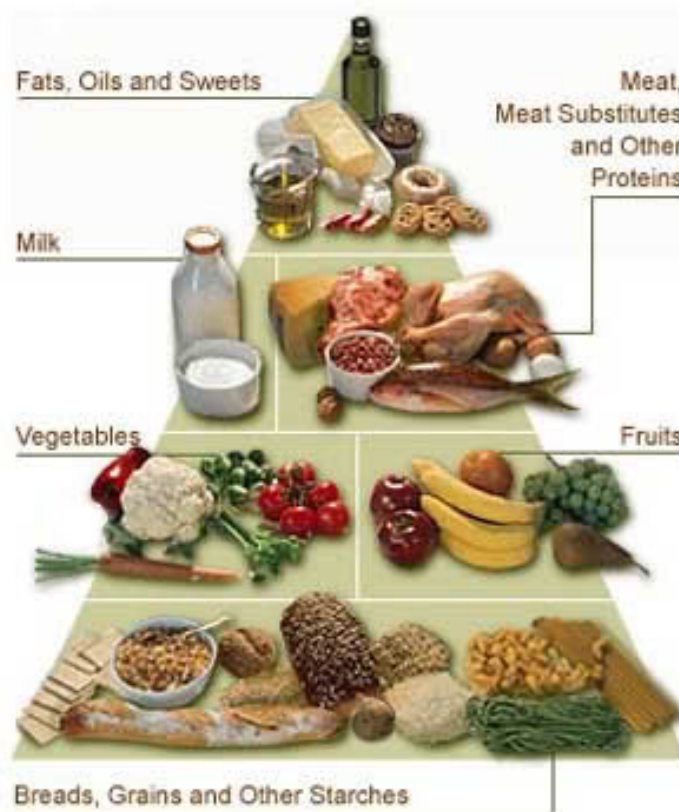 Fats, Oils and Sweets
Meat,
Meat Substitutes
and Other
Proteins
Milk
Vegetables
Fruits
Breads, Grains and Other Starches